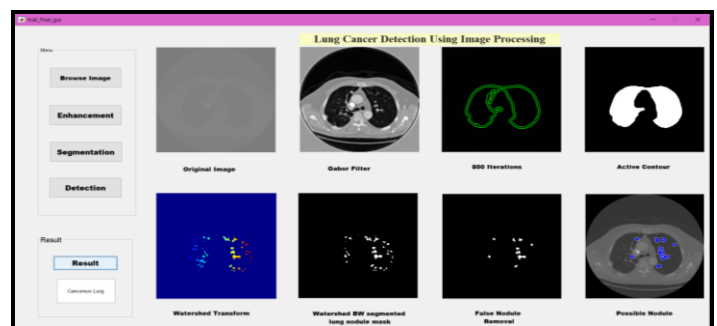 trial_final_gui
Lung Cancer Detection Using Image Processing
Menu
Browse Image
Enhancement
Segmentation
Detection
Original Image
Gabor Filter
800 Iterations
Active Contour
Result
Result
Cancerous Lung
Watershed Transform
Watershed BW segmented
lung nodule mask
False Nodule
Removal
Possible Nodule